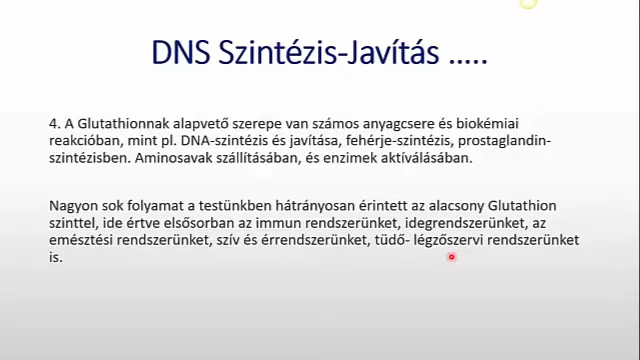 DNS Szintézis-Javítás .....
4. A Glutathionnak alapvető szerepe van számos anyagcsere és biokémiai
reakcióban, mint pl. DNA-szintézis és javítása, fehérje-szintézis, prostaglandin-
szintézisben. Aminosavak szállításában, és enzimek aktíválásában.
Nagyon sok folyamat a testünkben hátrányosan érintett az alacsony Glutathion
szinttel, ide értve elsősorban az immun rendszerünket, idegrendszerünket, az
emésztési rendszerünket, szív és érrendszerünket, tüdő- légzőszervi rendszerünket
is.